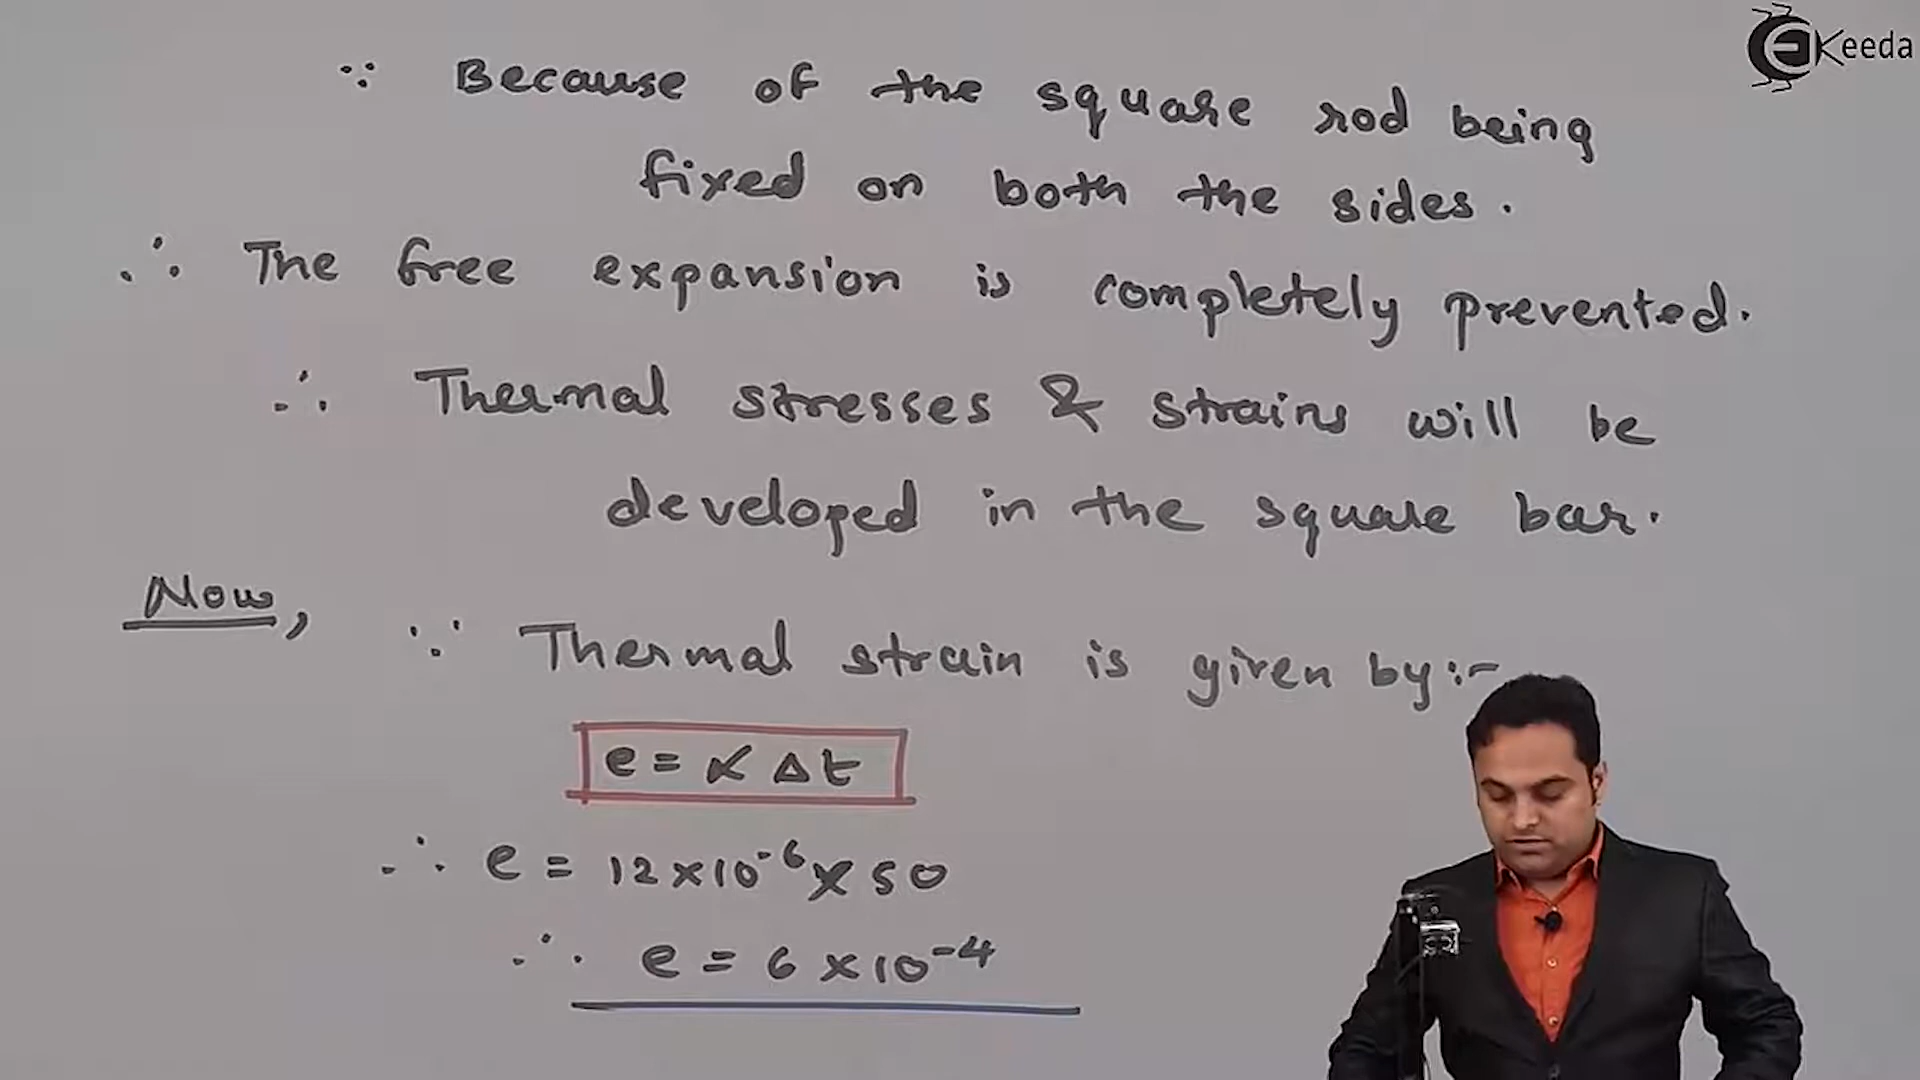 Ekeeda
∵ Because of the square rod being
fixed on both the sides.
∴ The free expansion is completely prevented.
∴ Thermal stresses & strains will be
developed in the square bar.
Now, ∵ Thermal strain is given by:-
e = α Δt
∴ e = 12×10⁻⁶ × 50
∴ e = 6 × 10⁻⁴